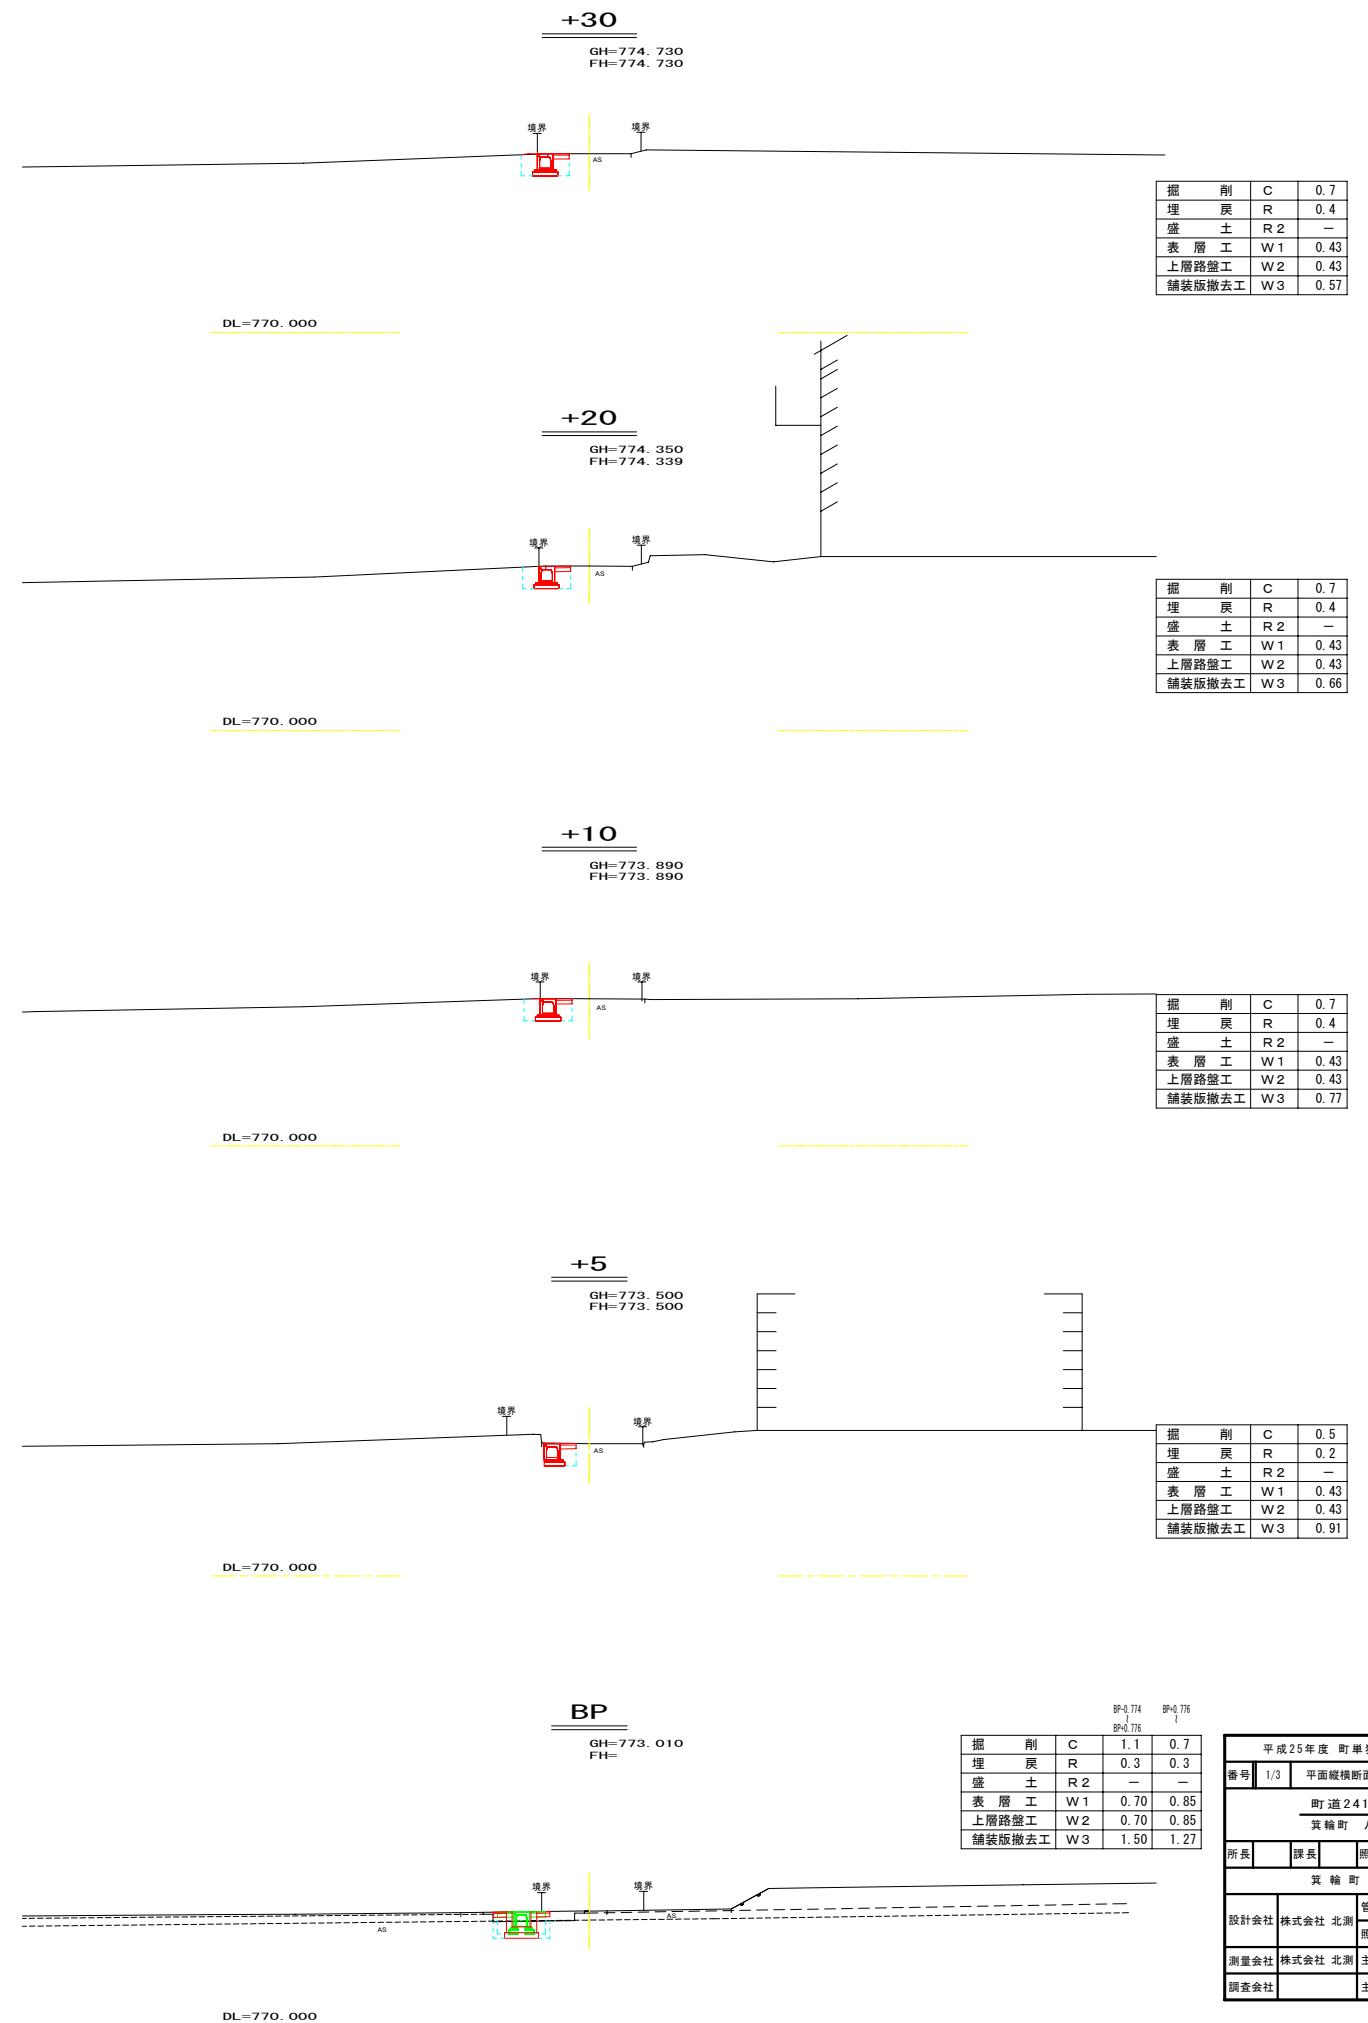 +30
GH=774.730
FH=774.730
境界
境界
AS
掘 削 C 0.7
埋 戻 R 0.4
盛 土 R2 －
表 層 工 W1 0.43
上層路盤工 W2 0.43
舗装版撤去工 W3 0.57
DL=770.000
+20
GH=774.350
FH=774.339
境界
境界
AS
掘 削 C 0.7
埋 戻 R 0.4
盛 土 R2 －
表 層 工 W1 0.43
上層路盤工 W2 0.43
舗装版撤去工 W3 0.66
DL=770.000
+10
GH=773.890
FH=773.890
境界
境界
AS
掘 削 C 0.7
埋 戻 R 0.4
盛 土 R2 －
表 層 工 W1 0.43
上層路盤工 W2 0.43
舗装版撤去工 W3 0.77
DL=770.000
+5
GH=773.500
FH=773.500
境界
境界
AS
掘 削 C 0.5
埋 戻 R 0.2
盛 土 R2 －
表 層 工 W1 0.43
上層路盤工 W2 0.43
舗装版撤去工 W3 0.91
DL=770.000
BP
GH=773.010
FH=
BP-0.774 BP+0.776
～ ～
BP+0.776
掘 削 C 1.1 0.7
埋 戻 R 0.3 0.3
盛 土 R2 － －
表 層 工 W1 0.70 0.85
上層路盤工 W2 0.70 0.85
舗装版撤去工 W3 1.50 1.27
境界
境界
AS
AS
DL=770.000
平成25年度 町単
番号 1/3 平面縦横断
町道241
箕輪町
所長 課長
箕輪町
設計会社 株式会社 北測
測量会社 株式会社 北測
調査会社